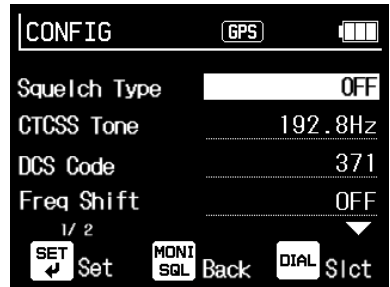 CONFIG GPS
Squelch Type OFF
CTCSS Tone 192.8Hz
DCS Code 371
Freq Shift OFF
1/ 2
SET Set MONI SQL Back DIAL Slct